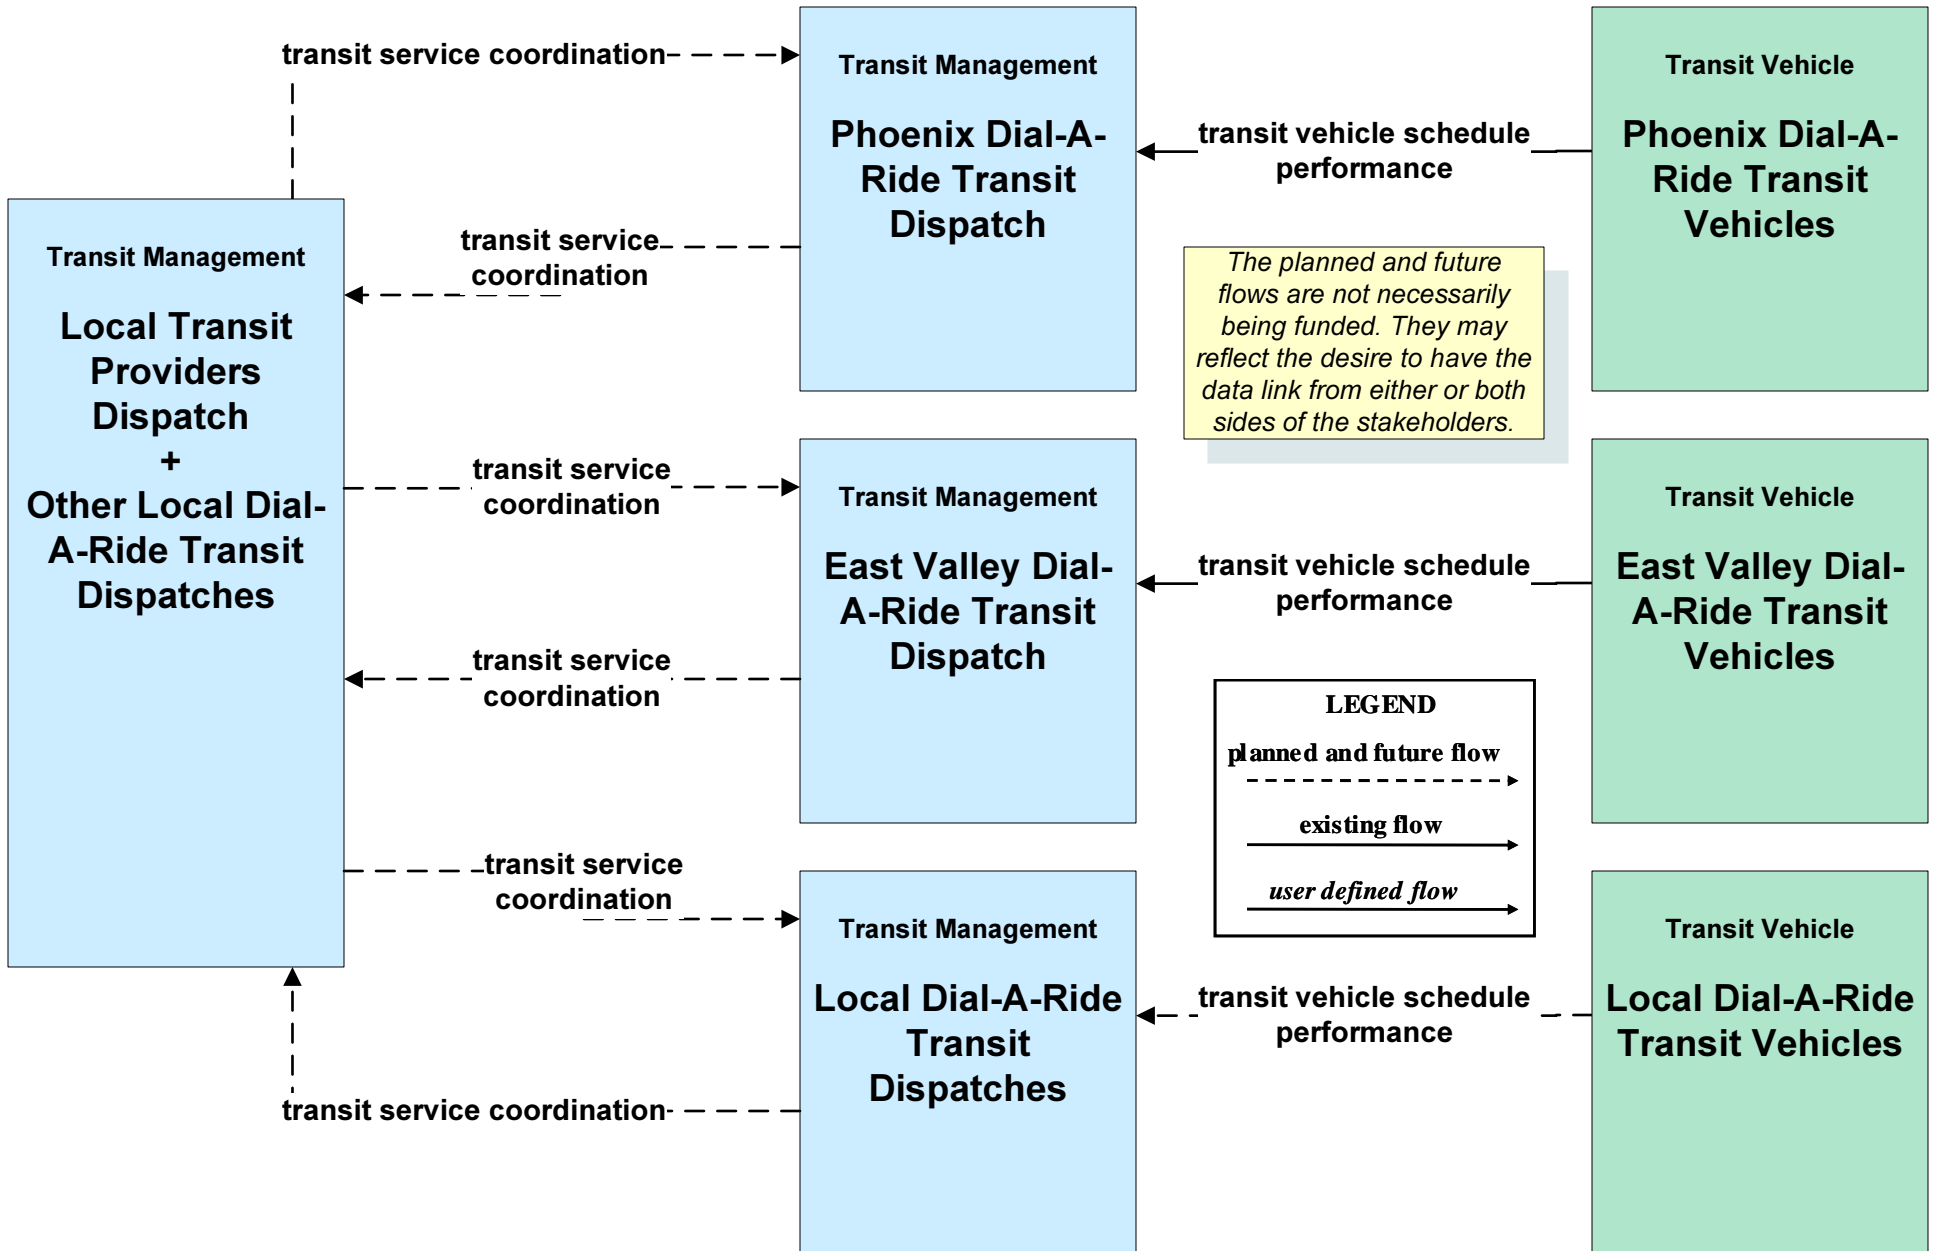 transit service coordination
Transit Management
Phoenix Dial-A-
Ride Transit
Dispatch
transit vehicle schedule
performance
Transit Vehicle
Phoenix Dial-A-
Ride Transit
Vehicles
transit service
coordination
Transit Management
Local Transit
Providers
Dispatch
+
Other Local Dial-
A-Ride Transit
Dispatches
The planned and future
flows are not necessarily
being funded. They may
reflect the desire to have the
data link from either or both
sides of the stakeholders.
transit service
coordination
Transit Management
East Valley Dial-
A-Ride Transit
Dispatch
transit vehicle schedule
performance
Transit Vehicle
East Valley Dial-
A-Ride Transit
Vehicles
transit service
coordination
LEGEND
planned and future flow
existing flow
user defined flow
transit service
coordination
Transit Management
Local Dial-A-Ride
Transit
Dispatches
transit vehicle schedule
performance
Transit Vehicle
Local Dial-A-Ride
Transit Vehicles
transit service coordination